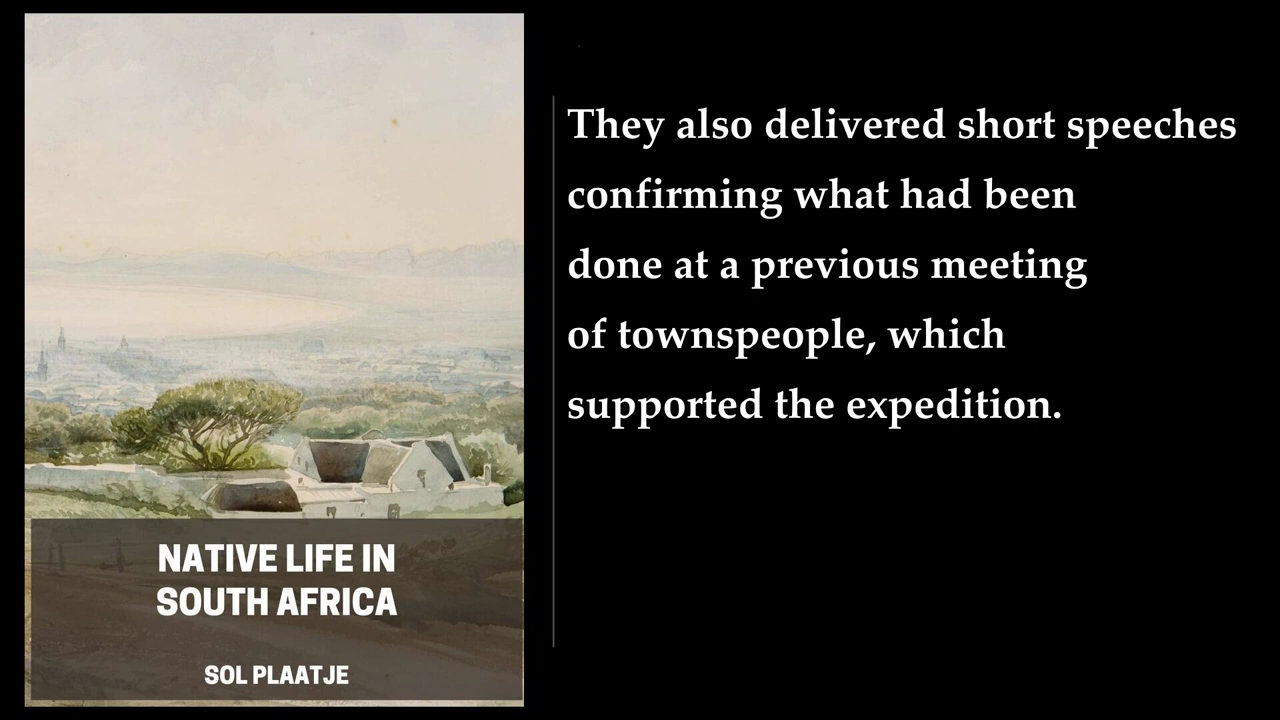 They also delivered short speeches
confirming what had been
done at a previous meeting
of townspeople, which
supported the expedition.
NATIVE LIFE IN
SOUTH AFRICA
SOL PLAATJE